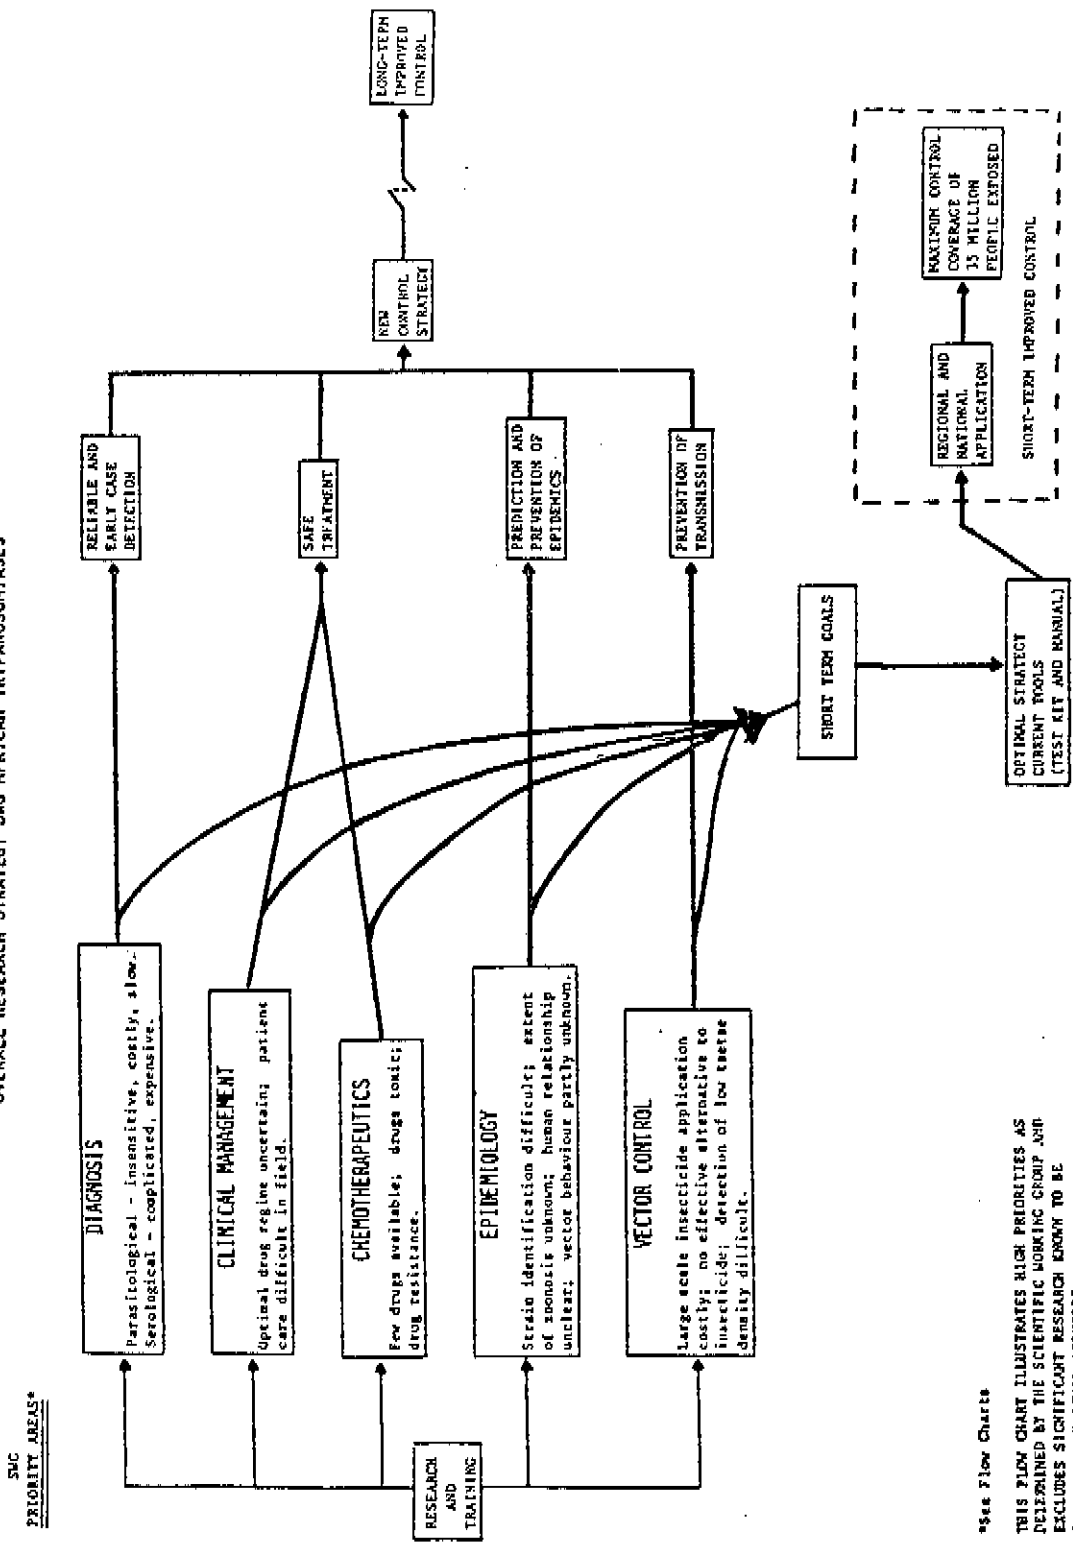 OVERALL RESEARCH STRATEGY SWG AFRICAN TRYPANOSOMIASES
SWG
PRIORITY AREAS*
RESEARCH
AND
TRAINING
DIAGNOSIS
Parasitological - insensitive, costly, slow.
Serological - complicated, expensive.
CLINICAL MANAGEMENT
Optimal drug regime uncertain; patient
care difficult in field.
CHEMOTHERAPEUTICS
Few drugs available; drugs toxic;
drug resistance.
EPIDEMIOLOGY
Strain identification difficult; extent
of zoonosis unknown; human relationship
unclear; vector behaviour partly unknown.
VECTOR CONTROL
Large scale insecticide application
costly; no effective alternative to
insecticide; detection of low tsetse
density difficult.
RELIABLE AND
EARLY CASE
DETECTION
SAFE
TREATMENT
PREDICTION AND
PREVENTION OF
EPIDEMICS
PREVENTION OF
TRANSMISSION
NEW
CONTROL
STRATEGY
LONG-TERM
IMPROVED
CONTROL
SHORT TERM GOALS
OPTIMAL STRATEGY
CURRENT TOOLS
(TEST KIT AND MANUAL)
REGIONAL AND
NATIONAL
APPLICATION
MAXIMUM CONTROL
COVERAGE OF
35 MILLION
PEOPLE EXPOSED
SHORT-TERM IMPROVED CONTROL
*See Flow Charts
THIS FLOW CHART ILLUSTRATES HIGH PRIORITIES AS
DETERMINED BY THE SCIENTIFIC WORKING GROUP AND
EXCLUDES SIGNIFICANT RESEARCH KNOWN TO BE